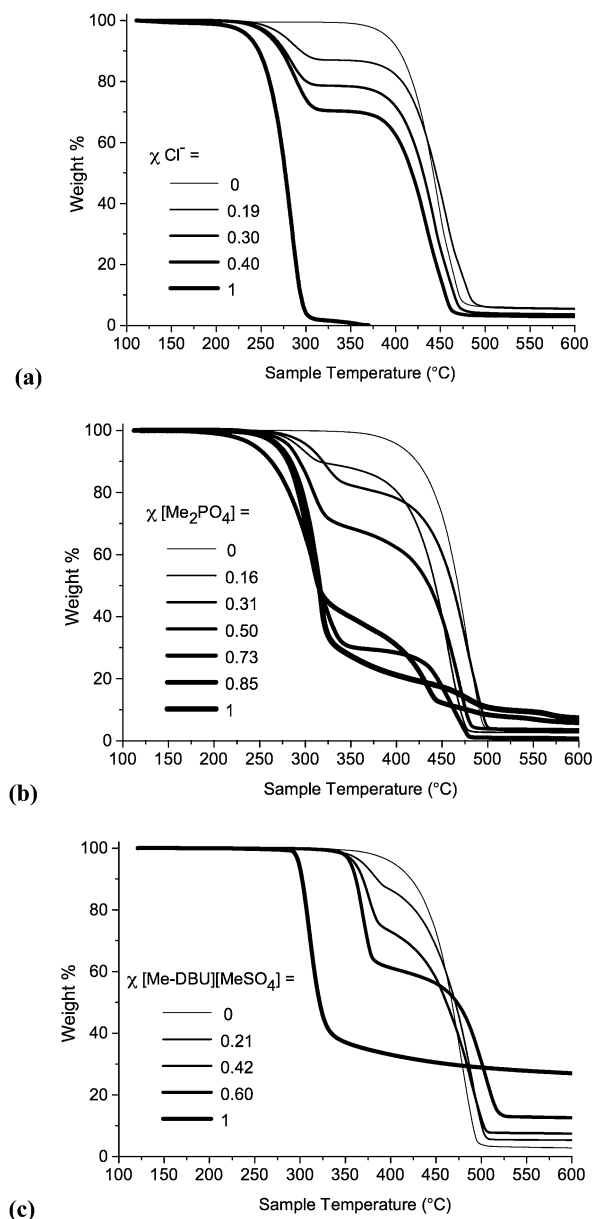 100
80
60
40
20
0
Weight %
χ Cl⁻ =
0
0.19
0.30
0.40
1
100 150 200 250 300 350 400 450 500 550 600
Sample Temperature (°C)
(a)
100
80
60
40
20
0
Weight %
χ [Me₂PO₄] =
0
0.16
0.31
0.50
0.73
0.85
1
100 150 200 250 300 350 400 450 500 550 600
Sample Temperature (°C)
(b)
100
80
60
40
20
0
Weight %
χ [Me-DBU][MeSO₄] =
0
0.21
0.42
0.60
1
100 150 200 250 300 350 400 450 500 550 600
Sample Temperature (°C)
(c)